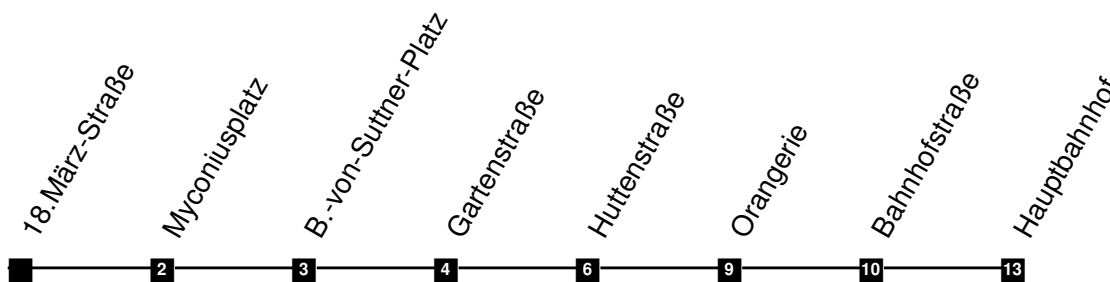 18.März-Straße
Myconiusplatz
B.-von-Suttner-Platz
Gartenstraße
Huttenstraße
Orangerie
Bahnhofstraße
Hauptbahnhof
2 3 4 6 9 10 13